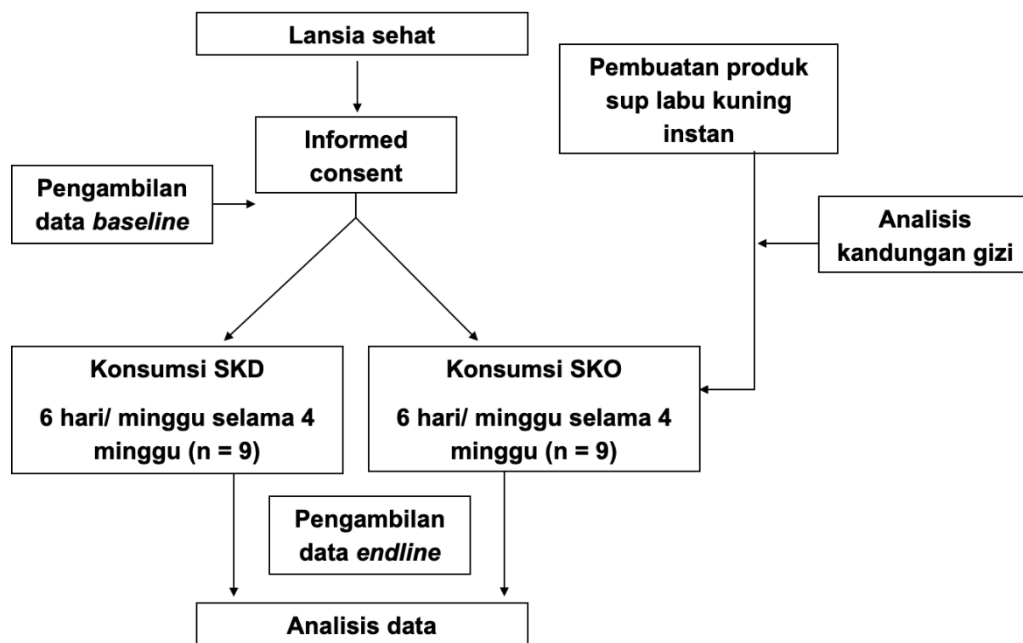 Lansia sehat
Pembuatan produk
sup labu kuning
instan
Informed
consent
Pengambilan
data baseline
Analisis
kandungan gizi
Konsumsi SKD
6 hari/ minggu selama 4
minggu (n = 9)
Konsumsi SKO
6 hari/ minggu selama 4
minggu (n = 9)
Pengambilan
data endline
Analisis data